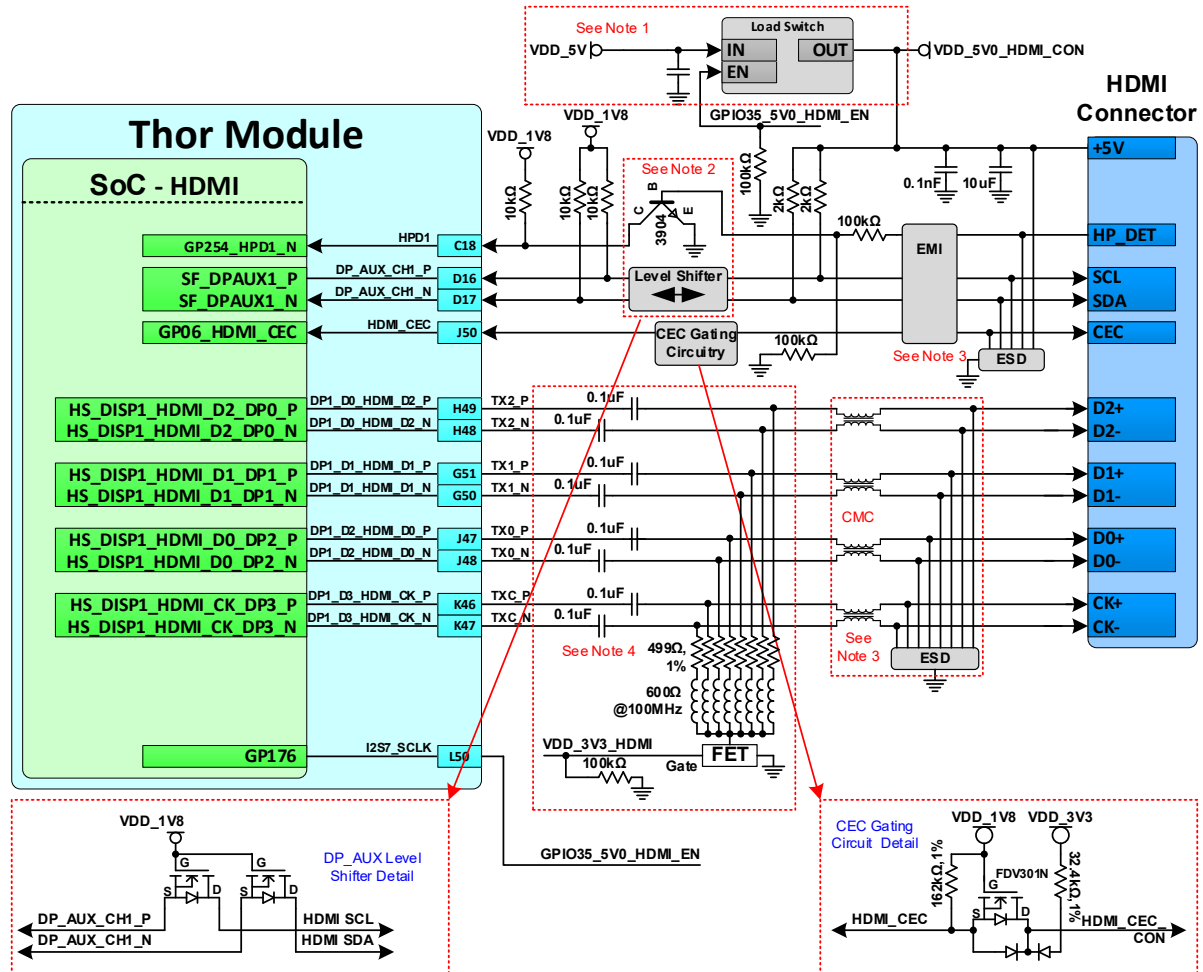 See Note 1
Load Switch
VDD_5V
IN
OUT
VDD_5V0_HDMI_CON
EN
GPIO35_5V0_HDMI_EN
HDMI
Connector
Thor Module
SoC - HDMI
VDD_1V8
VDD_1V8
See Note 2
10kΩ
10kΩ
10kΩ
B
C
E
3904
100kΩ
2kΩ
2kΩ
0.1nF
10uF
+5V
100kΩ
EMI
HP_DET
GP254_HPD1_N
HPD1
C18
SF_DPAUX1_P
DP_AUX_CH1_P
D16
Level Shifter
SCL
SF_DPAUX1_N
DP_AUX_CH1_N
D17
SDA
GP06_HDMI_CEC
HDMI_CEC
J50
CEC Gating
Circuitry
100kΩ
See Note 3
ESD
CEC
HS_DISP1_HDMI_D2_DP0_P
DP1_D0_HDMI_D2_P
H49
TX2_P
0.1uF
D2+
HS_DISP1_HDMI_D2_DP0_N
DP1_D0_HDMI_D2_N
H48
TX2_N
0.1uF
D2-
HS_DISP1_HDMI_D1_DP1_P
DP1_D1_HDMI_D1_P
G51
TX1_P
0.1uF
D1+
HS_DISP1_HDMI_D1_DP1_N
DP1_D1_HDMI_D1_N
G50
TX1_N
0.1uF
D1-
CMC
HS_DISP1_HDMI_D0_DP2_P
DP1_D2_HDMI_D0_P
J47
TX0_P
0.1uF
D0+
HS_DISP1_HDMI_D0_DP2_N
DP1_D2_HDMI_D0_N
J48
TX0_N
0.1uF
D0-
HS_DISP1_HDMI_CK_DP3_P
DP1_D3_HDMI_CK_P
K46
TXC_P
0.1uF
CK+
HS_DISP1_HDMI_CK_DP3_N
DP1_D3_HDMI_CK_N
K47
TXC_N
0.1uF
CK-
See Note 4
499Ω,
1%
See
Note 3
ESD
600Ω
@100MHz
GP176
I2S7_SCLK
L50
VDD_3V3_HDMI
100kΩ
Gate
FET
GPIO35_5V0_HDMI_EN
VDD_1V8
DP_AUX Level
Shifter Detail
G
G
S
D
S
D
DP_AUX_CH1_P
HDMI SCL
DP_AUX_CH1_N
HDMI SDA
CEC Gating
Circuit Detail
VDD_1V8
VDD_3V3
162kΩ, 1%
G
FDV301N
32.4kΩ, 1%
S
D
HDMI_CEC
HDMI_CEC_
CON